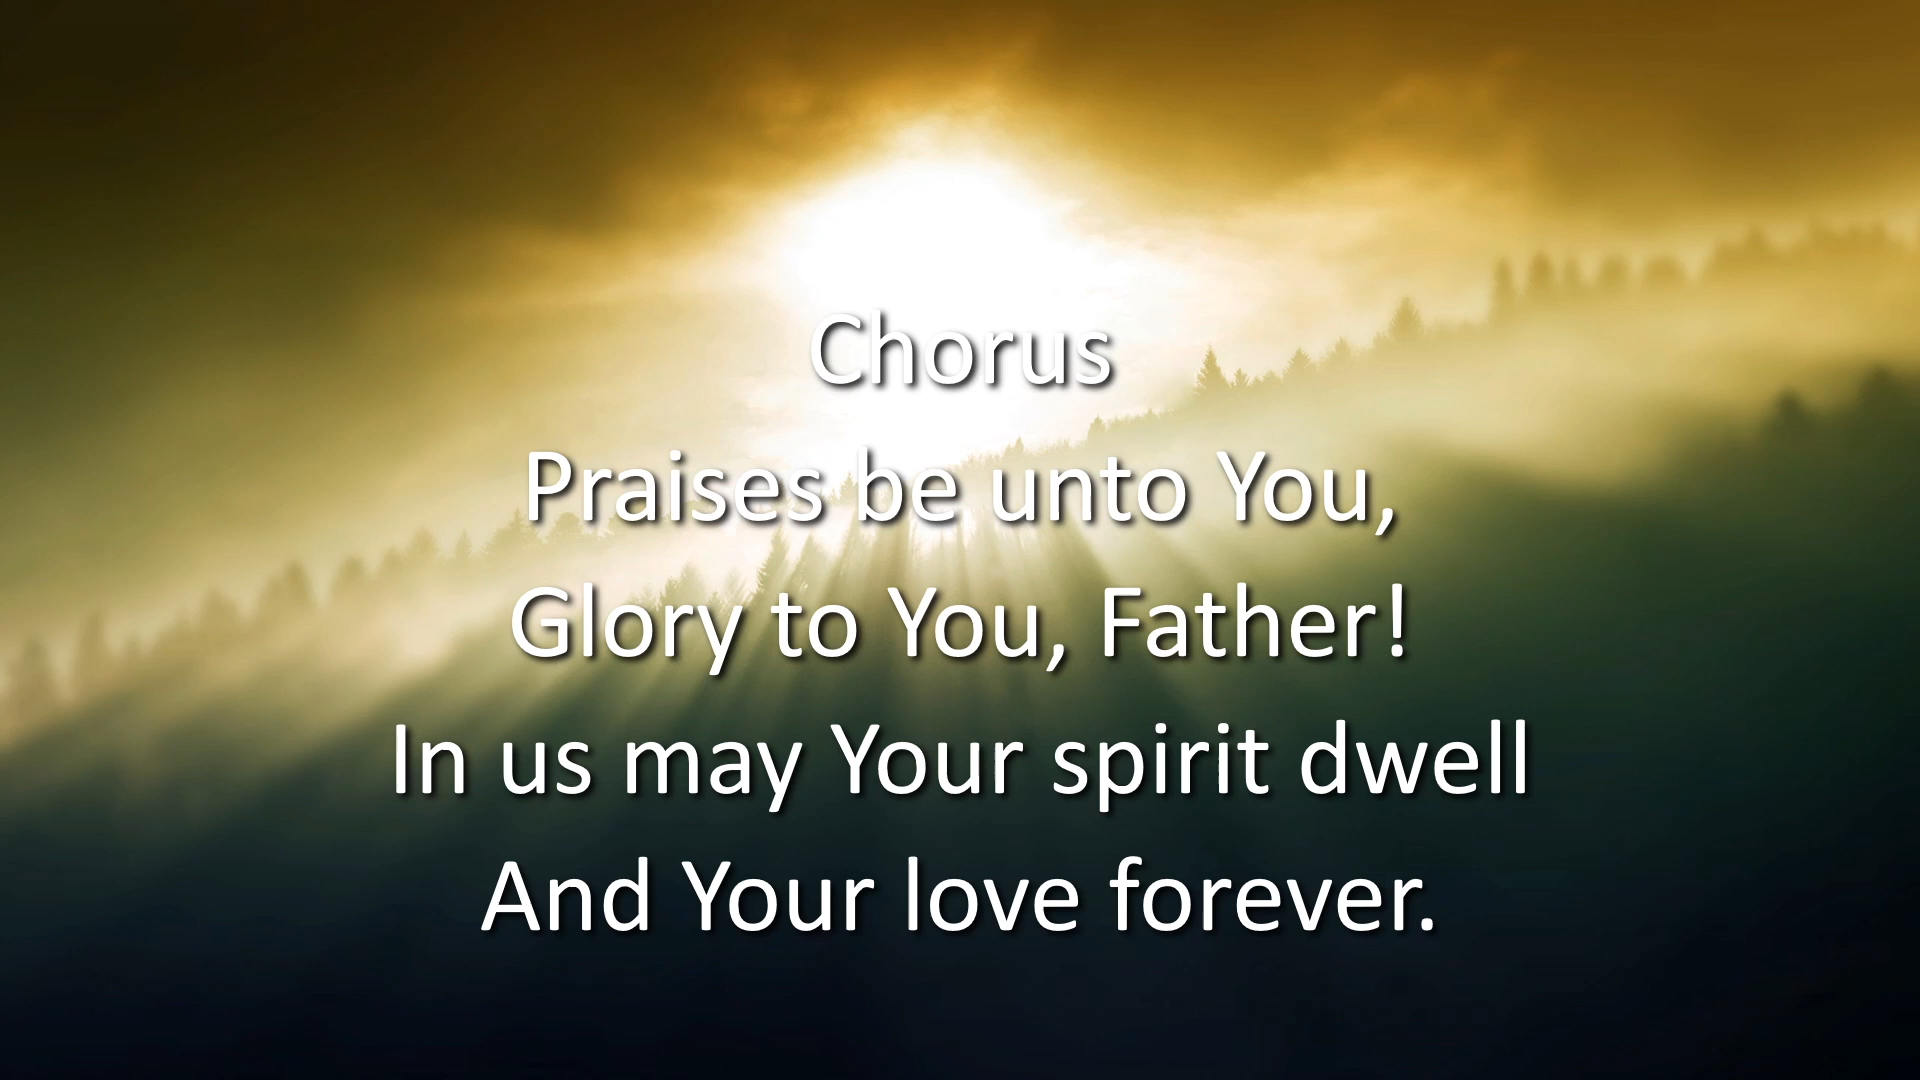 Chorus
Praises be unto You,
Glory to You, Father!
In us may Your spirit dwell
And Your love forever.